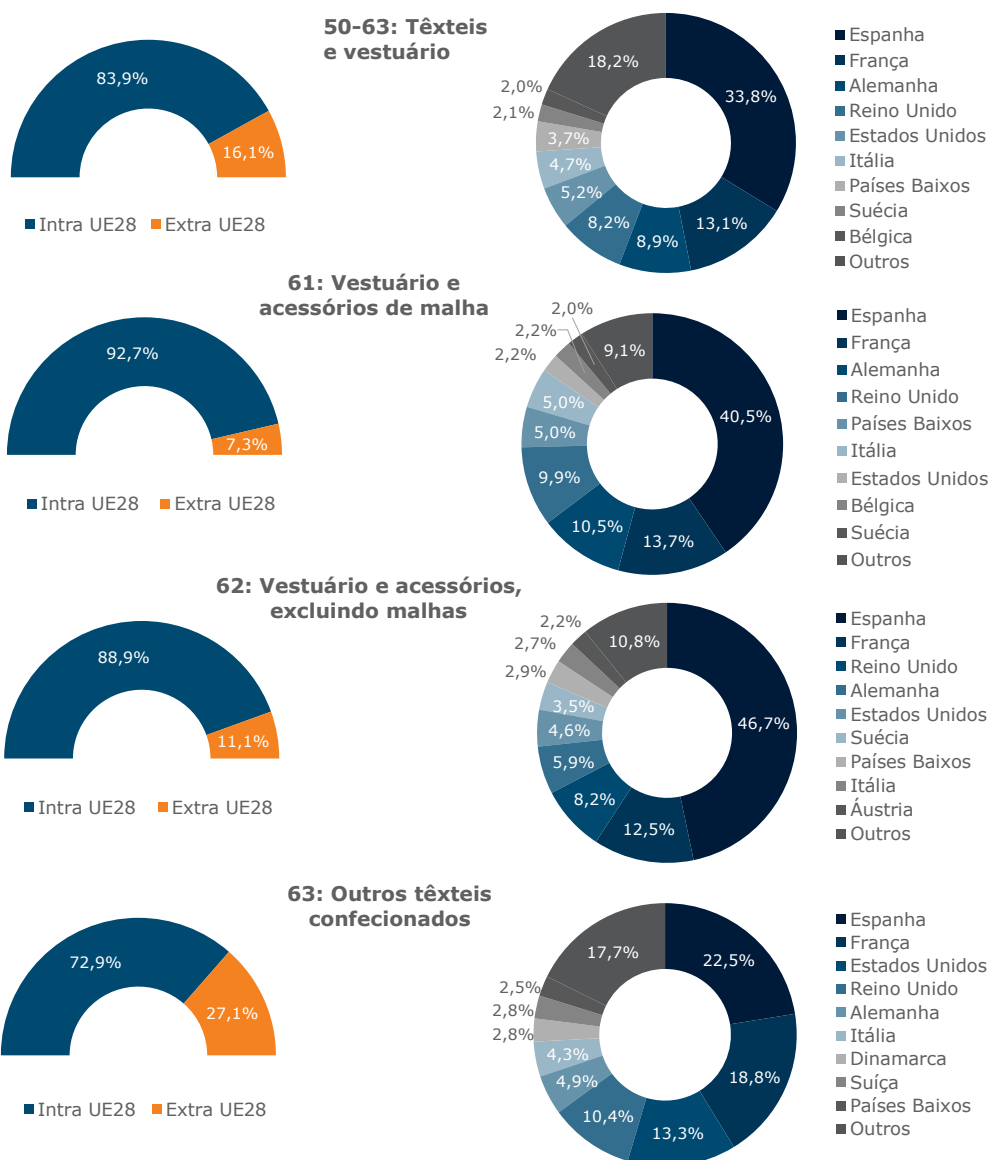 50-63: Têxteis
e vestuário
83,9%
16,1%
Intra UE28 Extra UE28
33,8%
13,1%
8,9%
8,2%
5,2%
4,7%
3,7%
2,1%
2,0%
18,2%
Espanha
França
Alemanha
Reino Unido
Estados Unidos
Itália
Países Baixos
Suécia
Bélgica
Outros
61: Vestuário e
acessórios de malha
92,7%
7,3%
Intra UE28 Extra UE28
40,5%
13,7%
10,5%
9,9%
5,0%
5,0%
2,2%
2,2%
2,0%
9,1%
Espanha
França
Alemanha
Reino Unido
Países Baixos
Itália
Estados Unidos
Bélgica
Suécia
Outros
62: Vestuário e acessórios,
excluindo malhas
88,9%
11,1%
Intra UE28 Extra UE28
46,7%
12,5%
8,2%
5,9%
4,6%
3,5%
2,9%
2,7%
2,2%
10,8%
Espanha
França
Reino Unido
Alemanha
Estados Unidos
Suécia
Países Baixos
Itália
Áustria
Outros
63: Outros têxteis
confecionados
72,9%
27,1%
Intra UE28 Extra UE28
22,5%
18,8%
13,3%
10,4%
4,9%
4,3%
2,8%
2,8%
2,5%
17,7%
Espanha
França
Estados Unidos
Reino Unido
Alemanha
Itália
Dinamarca
Suíça
Países Baixos
Outros